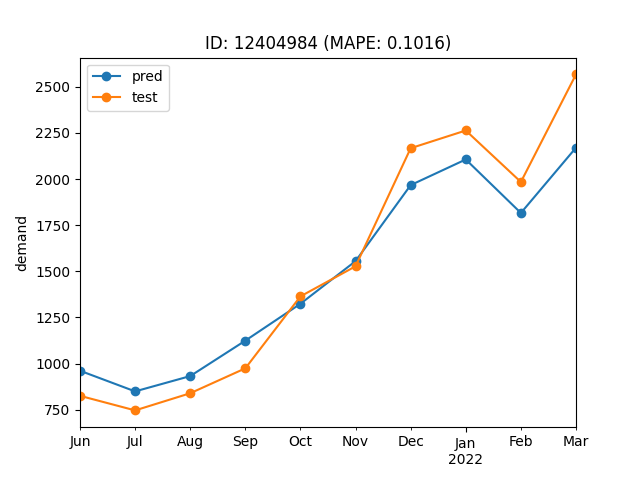 ID: 12404984 (MAPE: 0.1016)
pred
test
demand
2500
2250
2000
1750
1500
1250
1000
750
Jun Jul Aug Sep Oct Nov Dec Jan Feb Mar
2022